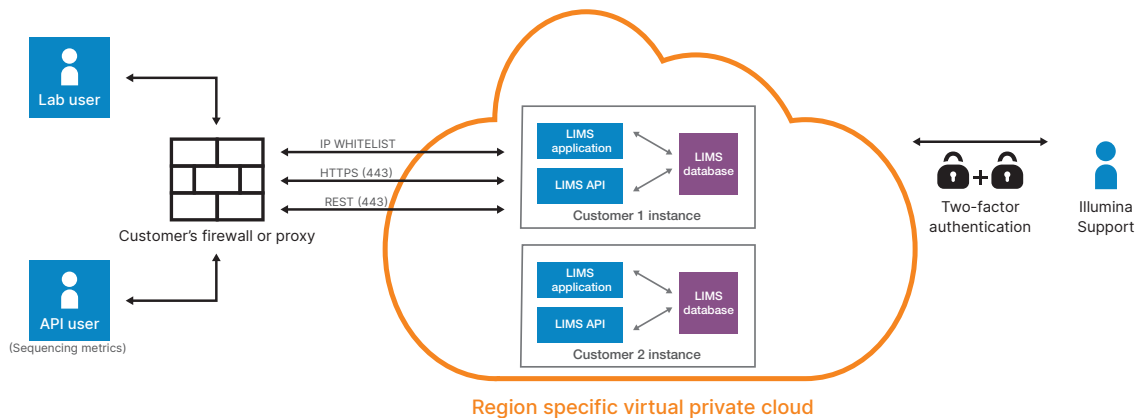 Lab user
IP WHITELIST
HTTPS (443)
REST (443)
Customer's firewall or proxy
API user
(Sequencing metrics)
LIMS
application
LIMS API
LIMS
database
Customer 1 instance
LIMS
application
LIMS API
LIMS
database
Customer 2 instance
Region specific virtual private cloud
+
Two-factor
authentication
Illumina
Support